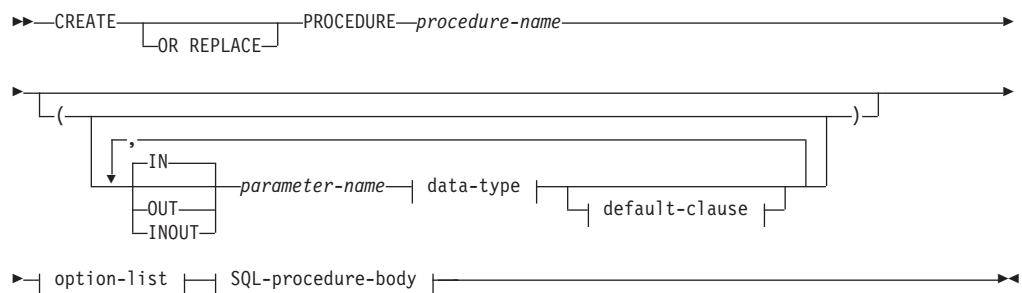 CREATE OR REPLACE PROCEDURE procedure-name
( )
,
IN
parameter-name data-type
OUT default-clause
INOUT
option-list SQL-procedure-body